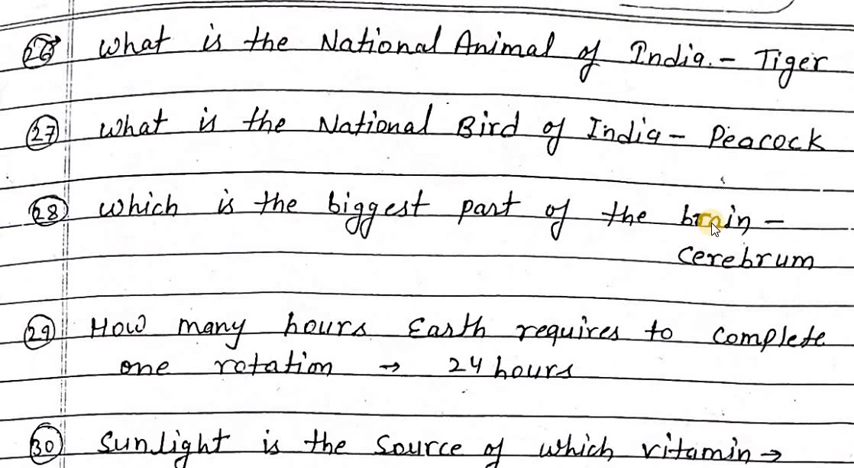 26 What is the National Animal of India. - Tiger
27 What is the National Bird of India - Peacock
28 Which is the biggest part of the brain -
Cerebrum
29 How many hours Earth requires to complete
one rotation → 24 hours
30 Sunlight is the source of which vitamin →